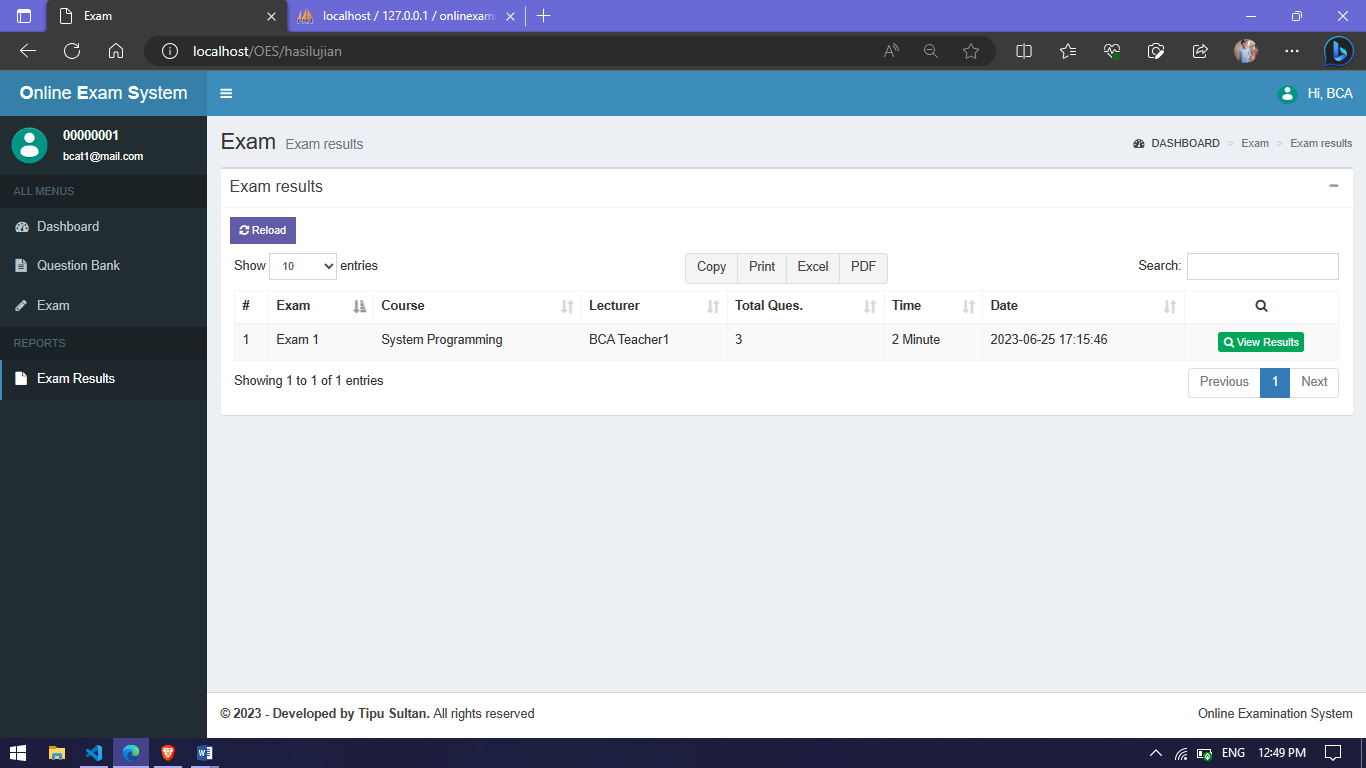 Exam
localhost / 127.0.0.1 / onlinexam
localhost/OES/hasilujian
Online Exam System
Hi, BCA
00000001
bcat1@mail.com
ALL MENUS
Dashboard
Question Bank
Exam
REPORTS
Exam Results
Exam Exam results
DASHBOARD > Exam > Exam results
Exam results
Reload
Show 10 entries
Copy Print Excel PDF
Search:
# Exam Course Lecturer Total Ques. Time Date
1 Exam 1 System Programming BCA Teacher1 3 2 Minute 2023-06-25 17:15:46 View Results
Showing 1 to 1 of 1 entries
Previous 1 Next
© 2023 - Developed by Tipu Sultan. All rights reserved
Online Examination System
ENG 12:49 PM